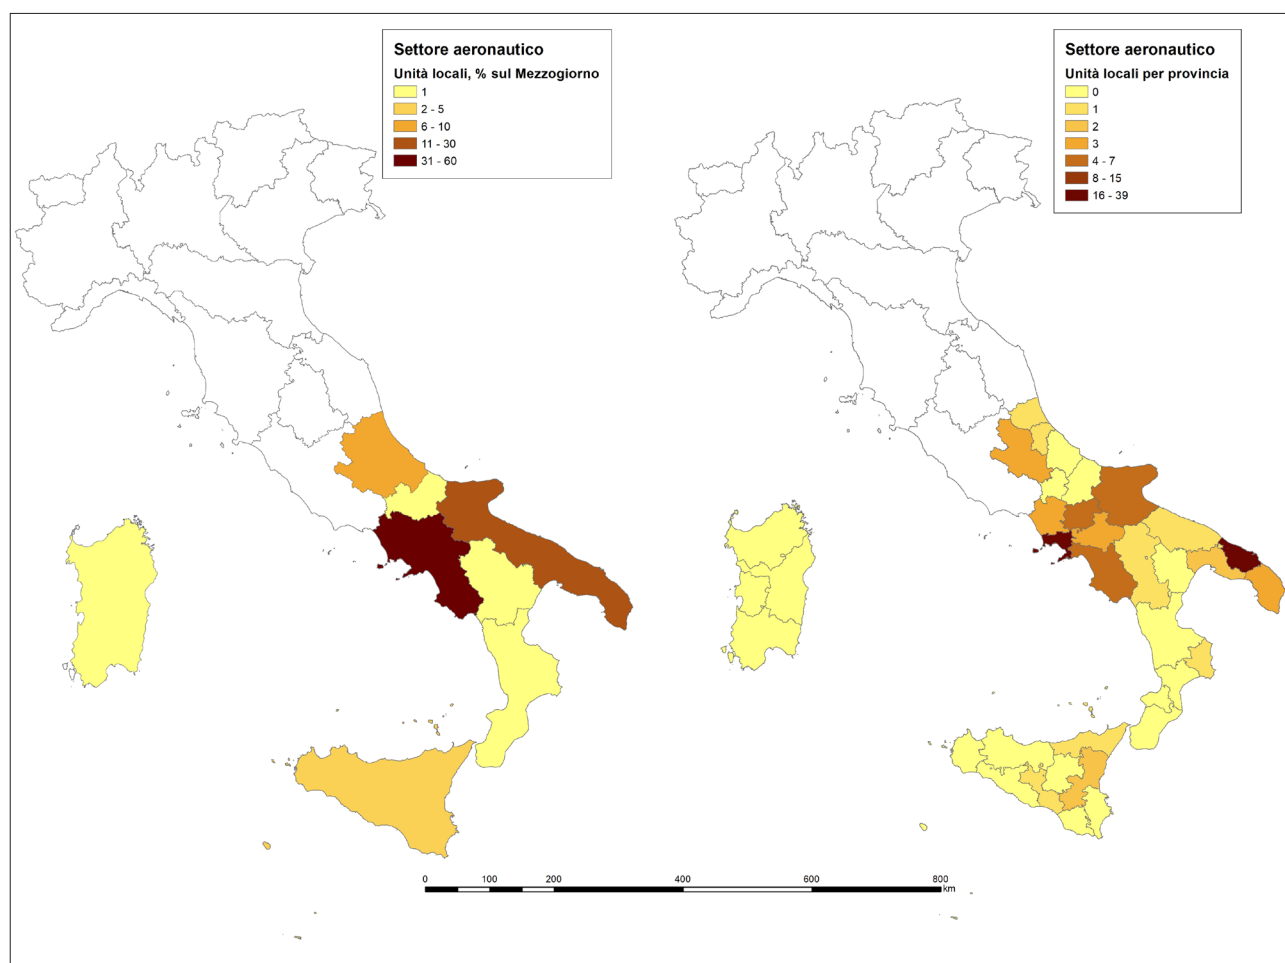 Settore aeronautico
Unità locali, % sul Mezzogiorno
1
2 - 5
6 - 10
11 - 30
31 - 60
Settore aeronautico
Unità locali per provincia
0
1
2
3
4 - 7
8 - 15
16 - 39
0 100 200 400 600 800
km